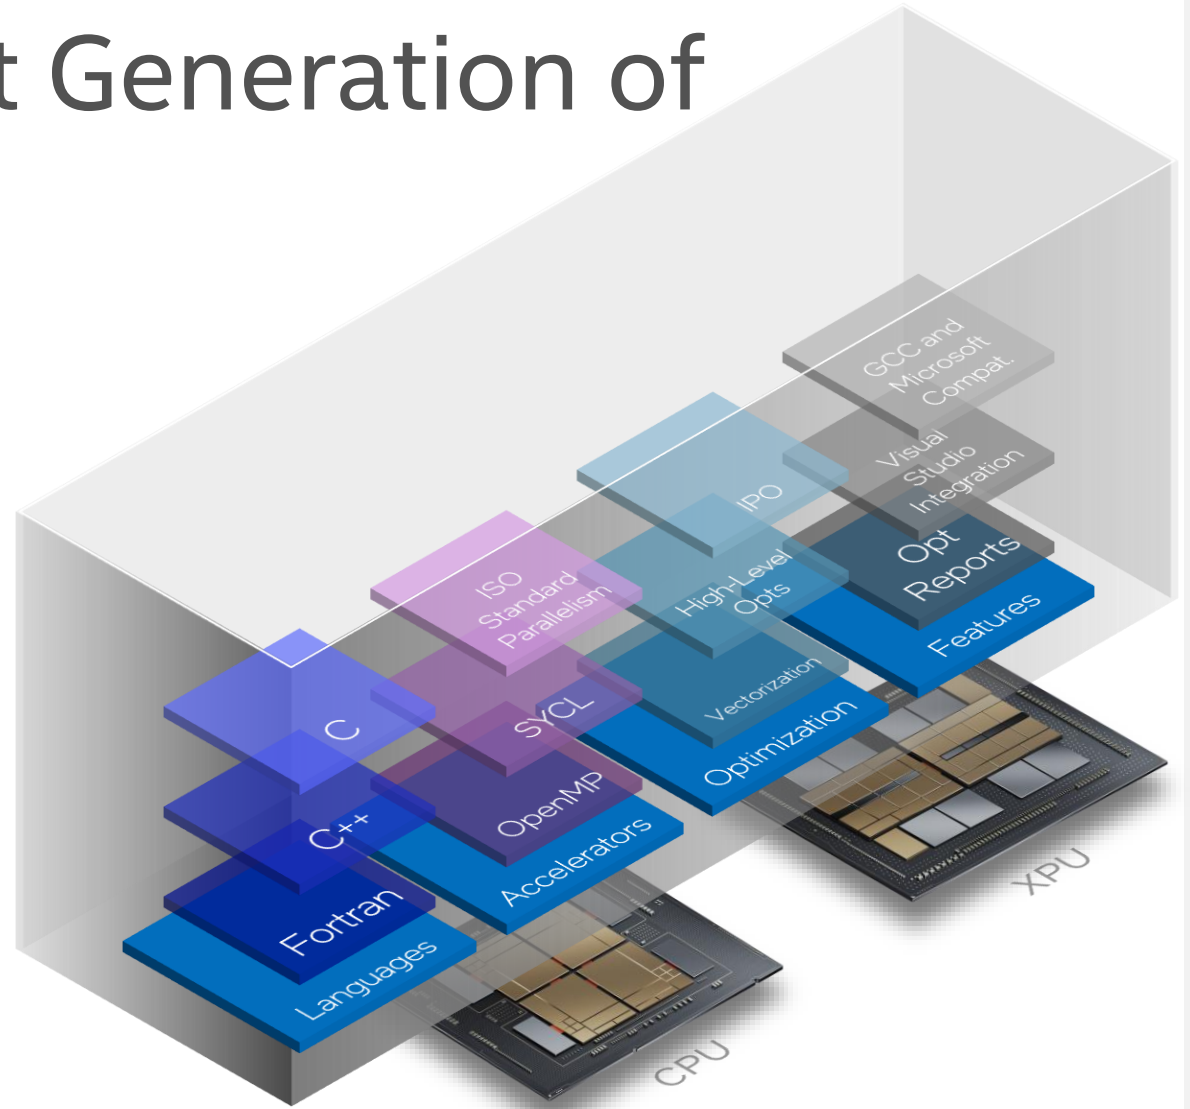 t Generation of
GCC and
Microsoft
Compat.
Visual
Studio
Integration
Opt
Reports
Features
IPO
High-Level
Opts
Vectorization
Optimization
ISO
Standard
Parallelism
SYCL
OpenMP
Accelerators
C
C++
Fortran
Languages
XPU
CPU